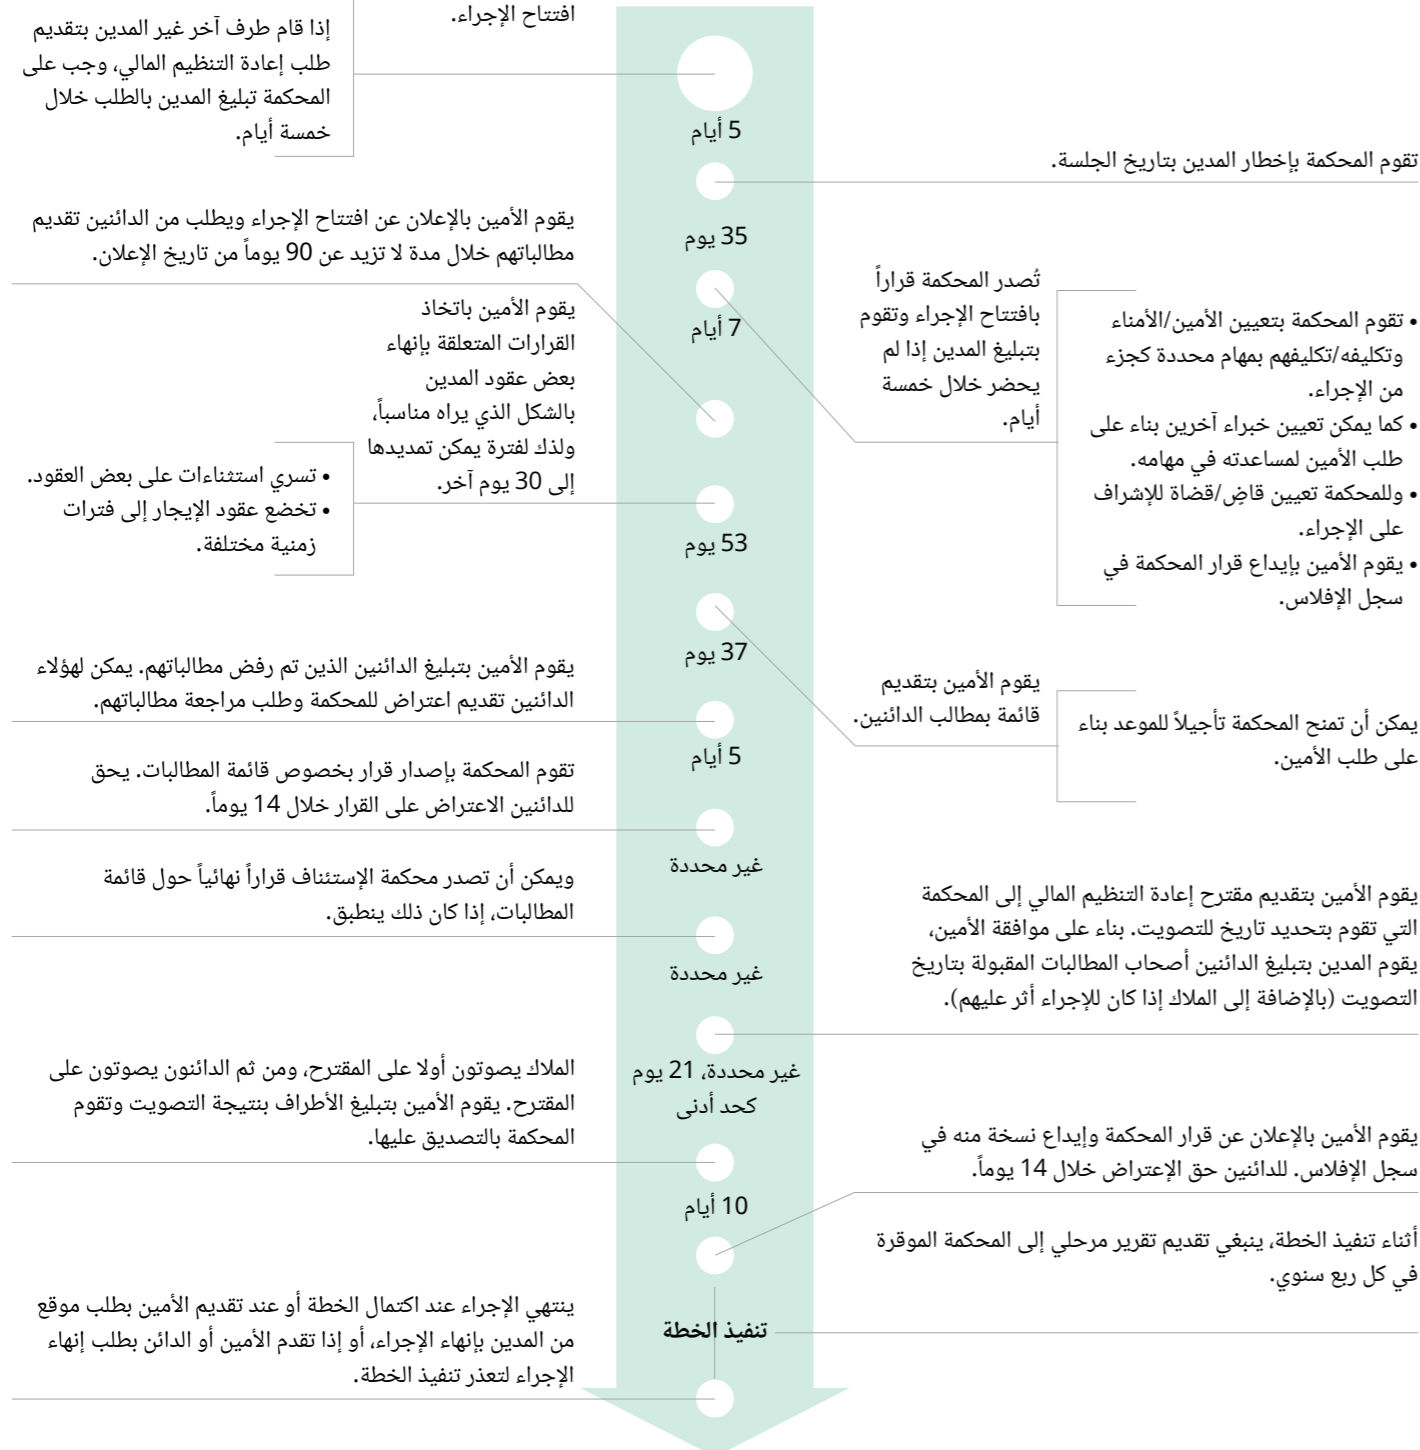 افتتاح الإجراء.
إذا قام طرف آخر غير المدين بتقديم
طلب إعادة التنظيم المالي، وجب على
المحكمة تبليغ المدين بالطلب خلال
خمسة أيام.
5 أيام
تقوم المحكمة بإخطار المدين بتاريخ الجلسة.
35 يوم
يقوم الأمين بالإعلان عن افتتاح الإجراء ويطلب من الدائنين تقديم
مطالباتهم خلال مدة لا تزيد عن 90 يوماً من تاريخ الإعلان.
تُصدر المحكمة قراراً
بافتتاح الإجراء وتقوم
بتبليغ المدين إذا لم
يحضر خلال خمسة
أيام.
• تقوم المحكمة بتعيين الأمين/الأمناء
وتكليفه/تكليفهم بمهام محددة كجزء
من الإجراء.
• كما يمكن تعيين خبراء آخرين بناء على
طلب الأمين لمساعدته في مهامه.
• وللمحكمة تعيين قاضٍ/قضاة للإشراف
على الإجراء.
• يقوم الأمين بإيداع قرار المحكمة في
سجل الإفلاس.
7 أيام
يقوم الأمين باتخاذ
القرارات المتعلقة بإنهاء
بعض عقود المدين
بالشكل الذي يراه مناسباً،
ولذلك لفترة يمكن تمديدها
إلى 30 يوم آخر.
• تسري استثناءات على بعض العقود.
• تخضع عقود الإيجار إلى فترات
زمنية مختلفة.
53 يوم
37 يوم
يقوم الأمين بتقديم
قائمة بمطالب الدائنين.
يمكن أن تمنح المحكمة تأجيلاً للموعد بناء
على طلب الأمين.
يقوم الأمين بتبليغ الدائنين الذين تم رفض مطالباتهم. يمكن لهؤلاء
الدائنين تقديم اعتراض للمحكمة وطلب مراجعة مطالباتهم.
5 أيام
تقوم المحكمة بإصدار قرار بخصوص قائمة المطالبات. يحق
للدائنين الاعتراض على القرار خلال 14 يوماً.
غير محددة
ويمكن أن تصدر محكمة الإستئناف قراراً نهائياً حول قائمة
المطالبات، إذا كان ذلك ينطبق.
غير محددة
يقوم الأمين بتقديم مقترح إعادة التنظيم المالي إلى المحكمة
التي تقوم بتحديد تاريخ للتصويت. بناء على موافقة الأمين،
يقوم المدين بتبليغ الدائنين أصحاب المطالبات المقبولة بتاريخ
التصويت (بالإضافة إلى الملاك إذا كان للإجراء أثر عليهم).
غير محددة، 21 يوم
كحد أدنى
الملاك يصوتون أولا على المقترح، ومن ثم الدائنون يصوتون على
المقترح. يقوم الأمين بتبليغ الأطراف بنتيجة التصويت وتقوم
المحكمة بالتصديق عليها.
10 أيام
يقوم الأمين بالإعلان عن قرار المحكمة وإيداع نسخة منه في
سجل الإفلاس. للدائنين حق الإعتراض خلال 14 يوماً.
أثناء تنفيذ الخطة، ينبغي تقديم تقرير مرحلي إلى المحكمة الموقرة
في كل ربع سنوي.
تنفيذ الخطة
ينتهي الإجراء عند اكتمال الخطة أو عند تقديم الأمين بطلب موقع
من المدين بإنهاء الإجراء، أو إذا تقدم الأمين أو الدائن بطلب إنهاء
الإجراء لتعذر تنفيذ الخطة.